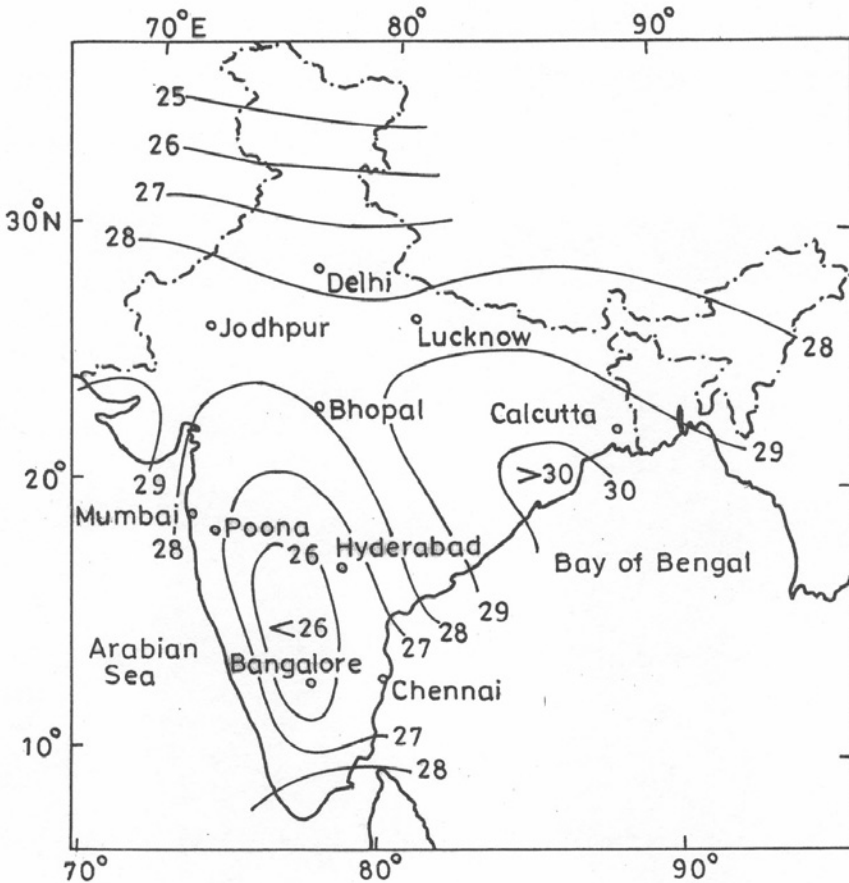 70°E 80° 90°
25
26
27
30°N
28
Delhi
Jodhpur Lucknow
28
Bhopal
Calcutta
29
20° 29 >30 30
Mumbai Poona
28 26 Hyderabad
Bay of Bengal
29
<26 28
27
Arabian
Sea
Bangalore
Chennai
27
10°
28
70° 80° 90°